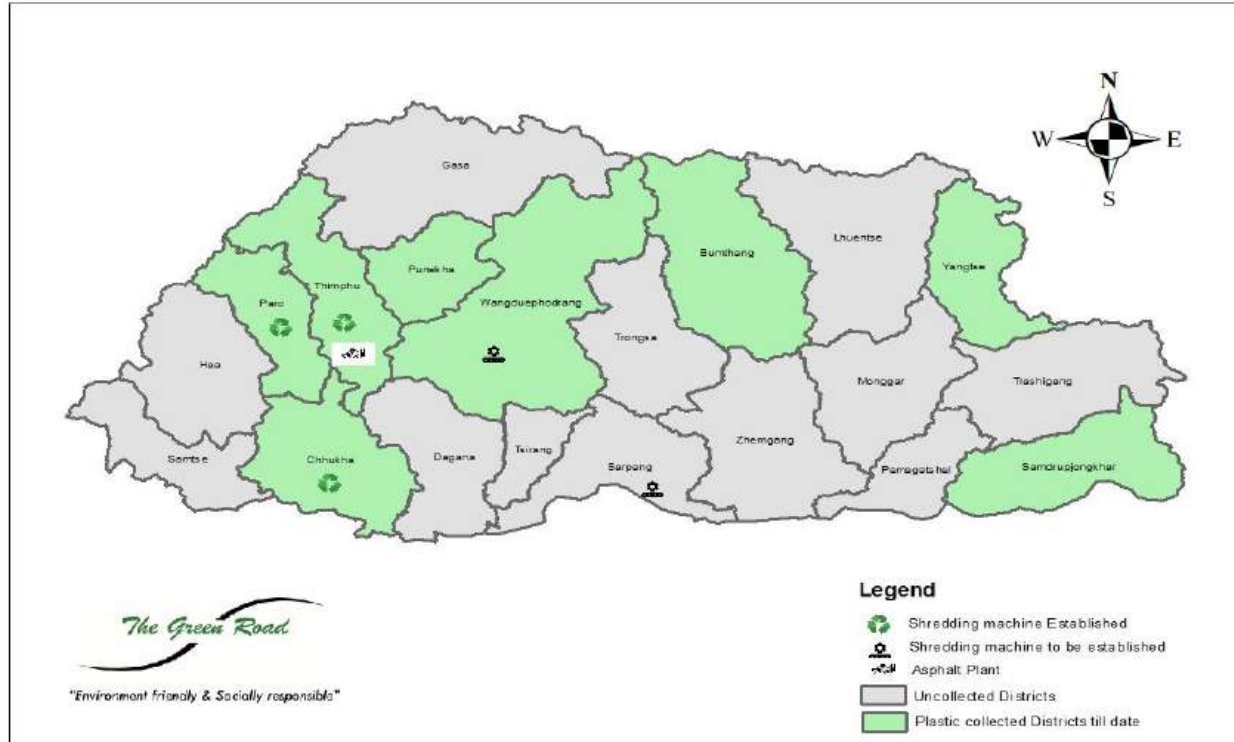 N
W E
S
Gasa
Lhuentse
Bumthang
Yangtse
Punakha
Thimphu
Paro
Wangduephodrang
Trongsa
Haa
Monggar
Trashigang
Zhemgang
Samtse
Chhukha
Dagana
Tsirang
Sarpang
Pemagatshel
Samdrupjongkhar
Legend
Shredding machine Established
Shredding machine to be established
Asphalt Plant
Uncollected Districts
Plastic collected Districts till date
The Green Road
"Environment friendly & Socially responsible"